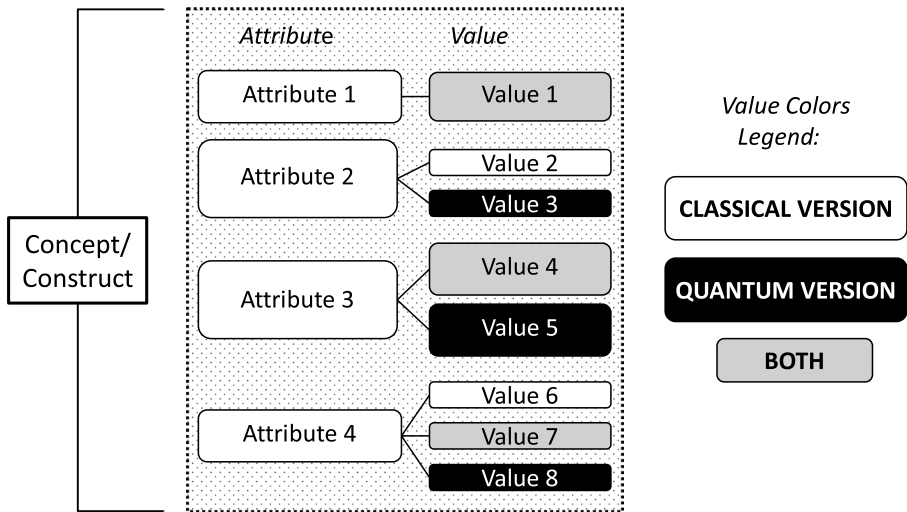 Attribute Value
Attribute 1 Value 1
Attribute 2 Value 2
Value 3
Attribute 3 Value 4
Value 5
Attribute 4 Value 6
Value 7
Value 8
Concept/
Construct
Value Colors
Legend:
CLASSICAL VERSION
QUANTUM VERSION
BOTH